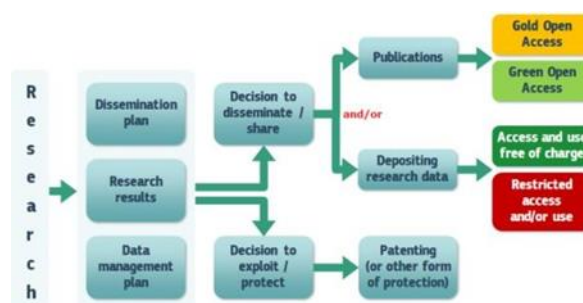 Research
Dissemination
plan
Research
results
Data
management
plan
Decision to
disseminate /
share
Decision to
exploit /
protect
and/or
Publications
Depositing
research data
Patenting
(or other form
of protection)
Gold Open
Access
Green Open
Access
Access and use
free of charge
Restricted
access
and/or use